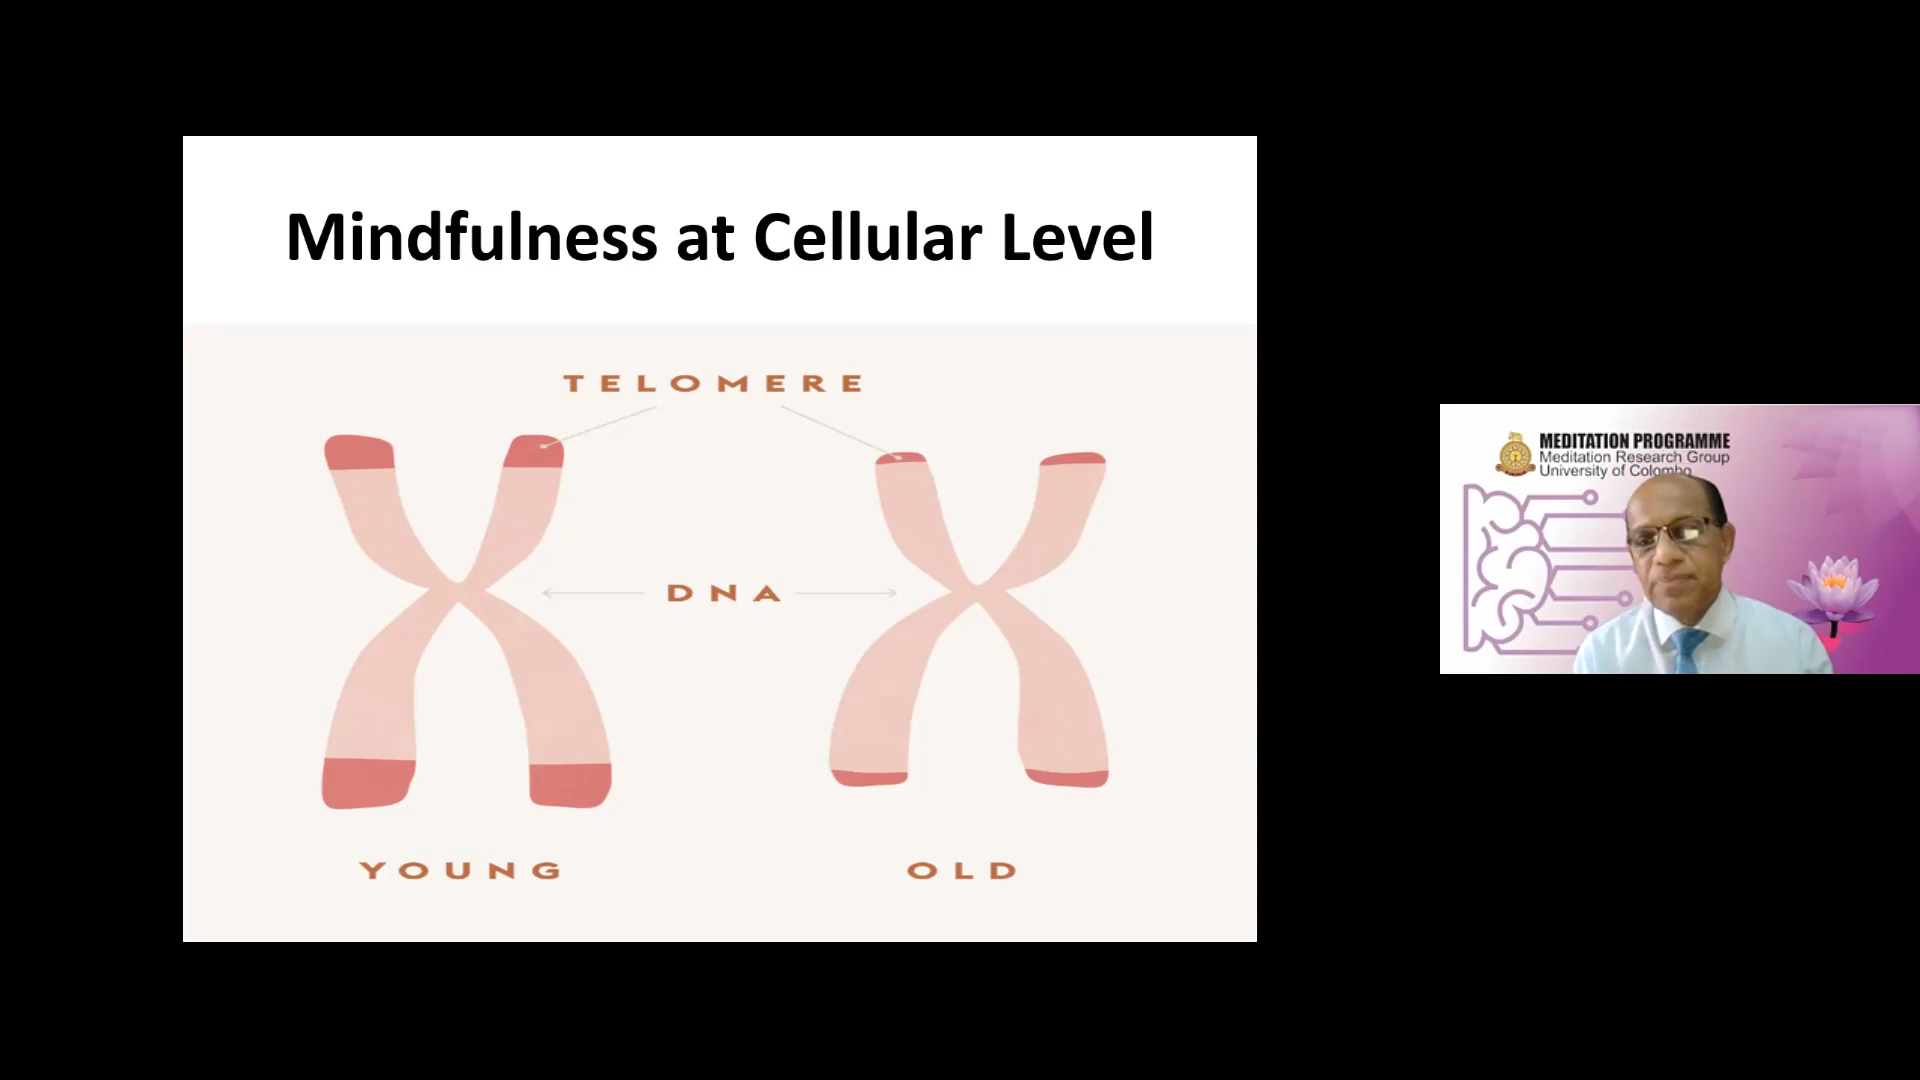 Mindfulness at Cellular Level
TELOMERE
DNA
YOUNG
OLD
MEDITATION PROGRAMME
Meditation Research Group
University of Colombo